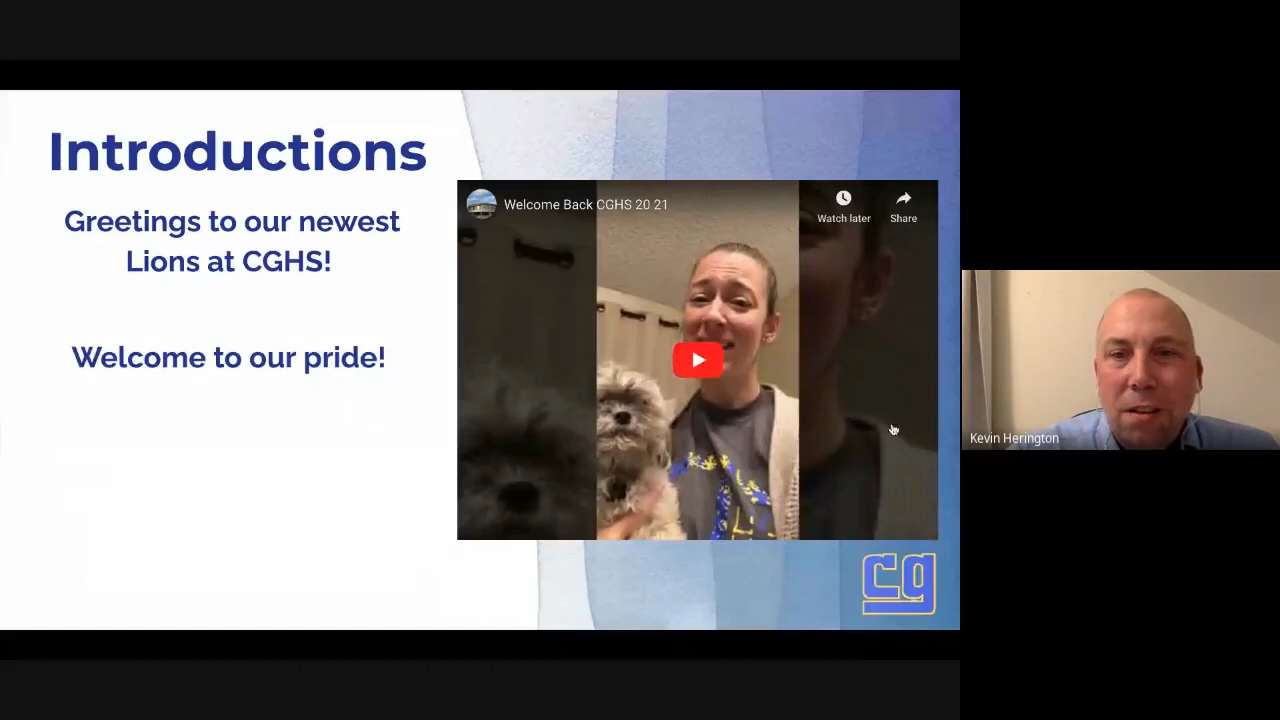 Introductions
Greetings to our newest
Lions at CGHS!
Welcome to our pride!
Welcome Back CGHS 20 21
Watch later
Share
cg
Kevin Herington